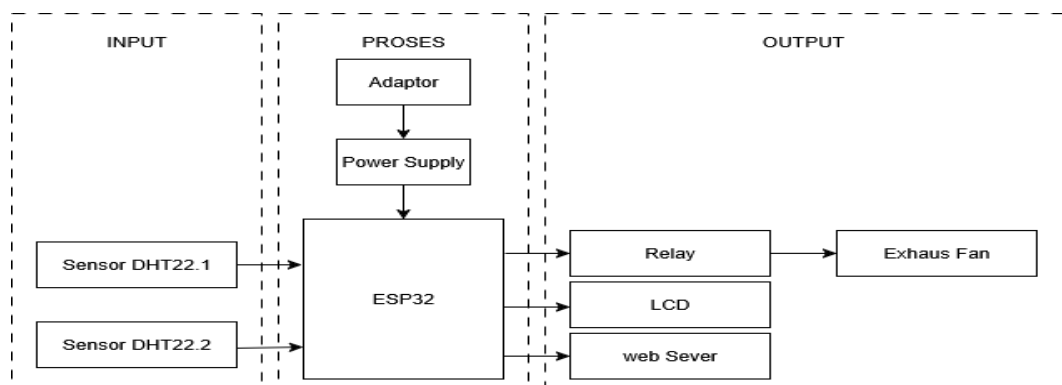 INPUT
PROSES
OUTPUT
Adaptor
Power Supply
Sensor DHT22.1
Sensor DHT22.2
ESP32
Relay
Exhaus Fan
LCD
web Sever